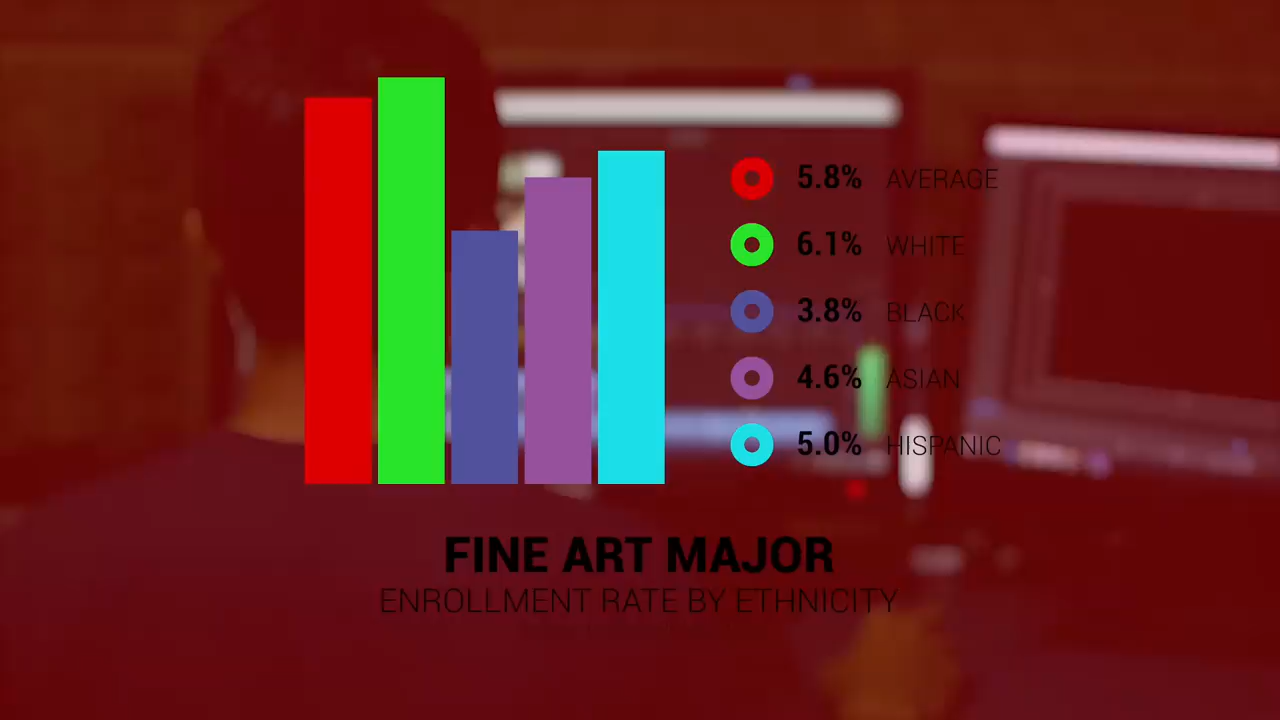 5.8% AVERAGE
6.1% WHITE
3.8% BLACK
4.6% ASIAN
5.0% HISPANIC
FINE ART MAJOR
ENROLLMENT RATE BY ETHNICITY